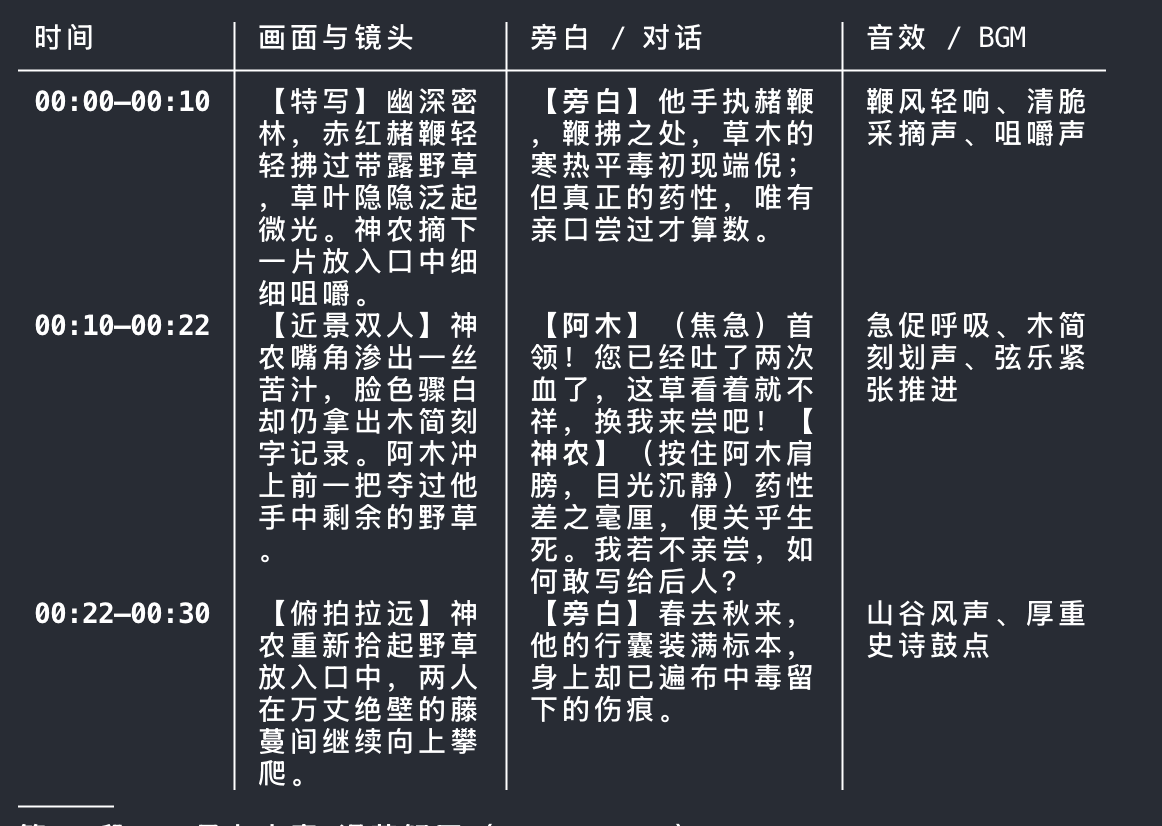 时间
画面与镜头
旁白 / 对话
音效 / BGM
00:00—00:10
【特写】幽深密
林，赤红赭鞭轻
轻拂过带露野草
，草叶隐隐泛起
微光。神农摘下
一片放入口中细
细咀嚼。
【旁白】他手执赭鞭
，鞭拂之处，草木的
寒热平毒初现端倪；
但真正的药性，唯有
亲口尝过才算数。
鞭风轻响、清脆
采摘声、咀嚼声
00:10—00:22
【近景双人】神
农嘴角渗出一丝
苦汁，脸色骤白
却仍拿出木简刻
字记录。阿木冲
上前一把夺过他
手中剩余的野草
。
【阿木】（焦急）首
领！您已经吐了两次
血了，这草看着就不
祥，换我来尝吧！【
神农】（按住阿木肩
膀，目光沉静）药性
差之毫厘，便关乎生
死。我若不亲尝，如
何敢写给后人？
急促呼吸、木简
刻划声、弦乐紧
张推进
00:22—00:30
【俯拍拉远】神
农重新拾起野草
放入口中，两人
在万丈绝壁的藤
蔓间继续向上攀
爬。
【旁白】春去秋来，
他的行囊装满标本，
身上却已遍布中毒留
下的伤痕。
山谷风声、厚重
史诗鼓点